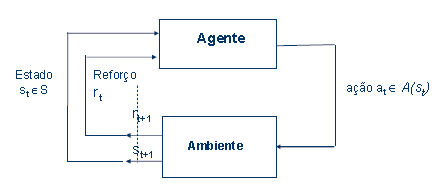 Agente
Estado
s_t ∈ S
Reforço
r_t
ação a_t ∈ A(s_t)
r_t+1
s_t+1
Ambiente